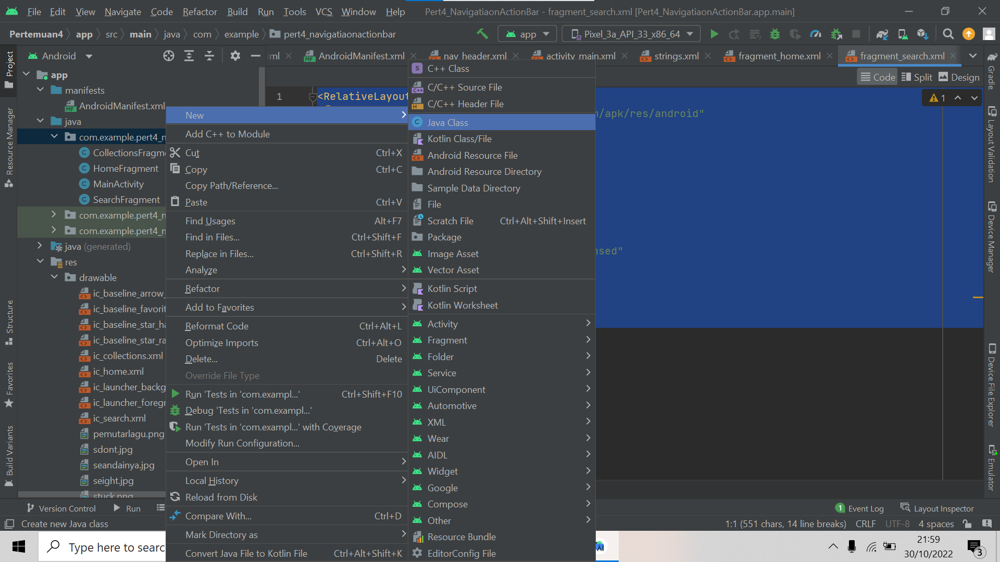 File Edit View Navigate Code Refactor Build Run Tools VCS Window Help Pert4_NavigatiaonActionBar - fragment_search.xml [Pert4_NavigatiaonActionBar.app.main]
Pertemuan4 app src main java com example pert4_navigatiaonactionbar app Pixel_3a_API_33_x86_64
Android
AndroidManifest.xml nav_header.xml activity_main.xml strings.xml fragment_home.xml fragment_search.xml
Code Split Design
Project
Resource Manager
Structure
Favorites
Build Variants
app
manifests
AndroidManifest.xml
java
com.example.pert4_n
CollectionsFragm
HomeFragment
MainActivity
SearchFragment
com.example.pert4_n
com.example.pert4_n
java (generated)
res
drawable
ic_baseline_arrow_
ic_baseline_favorit
ic_baseline_star_ha
ic_baseline_star_ra
ic_collections.xml
ic_home.xml
ic_launcher_backg
ic_launcher_foregr
ic_search.xml
pemutarlagu.png
sdont.jpg
seandainya.jpg
seight.jpg
stuck.png
New
Add C++ to Module
Cut Ctrl+X
Copy Ctrl+C
Copy Path/Reference...
Paste Ctrl+V
Find Usages Alt+F7
Find in Files... Ctrl+Shift+F
Replace in Files... Ctrl+Shift+R
Analyze
Refactor
Add to Favorites
Reformat Code Ctrl+Alt+L
Optimize Imports Ctrl+Alt+O
Delete... Delete
Override File Type
Run 'Tests in 'com.exampl...' Ctrl+Shift+F10
Debug 'Tests in 'com.exampl...'
Run 'Tests in 'com.exampl...' with Coverage
Modify Run Configuration...
Open In
Local History
Reload from Disk
Compare With... Ctrl+D
Mark Directory as
Convert Java File to Kotlin File Ctrl+Alt+Shift+K
C++ Class
C/C++ Source File
C/C++ Header File
Java Class
Kotlin Class/File
Android Resource File
Android Resource Directory
Sample Data Directory
File
Scratch File Ctrl+Alt+Shift+Insert
Package
Image Asset
Vector Asset
Kotlin Script
Kotlin Worksheet
Activity
Fragment
Folder
Service
UiComponent
Automotive
XML
Wear
AIDL
Widget
Google
Compose
Other
Resource Bundle
EditorConfig File
1 <RelativeLayout
/apk/res/android"
nsed"
1
Gradle
Layout Validation
Device Manager
Device File Explorer
Emulator
Version Control Run 1 Event Log Layout Inspector
Create new Java class 1:1 (551 chars, 14 line breaks) CRLF UTF-8 4 spaces
Type here to searc 21:59
30/10/2022 3